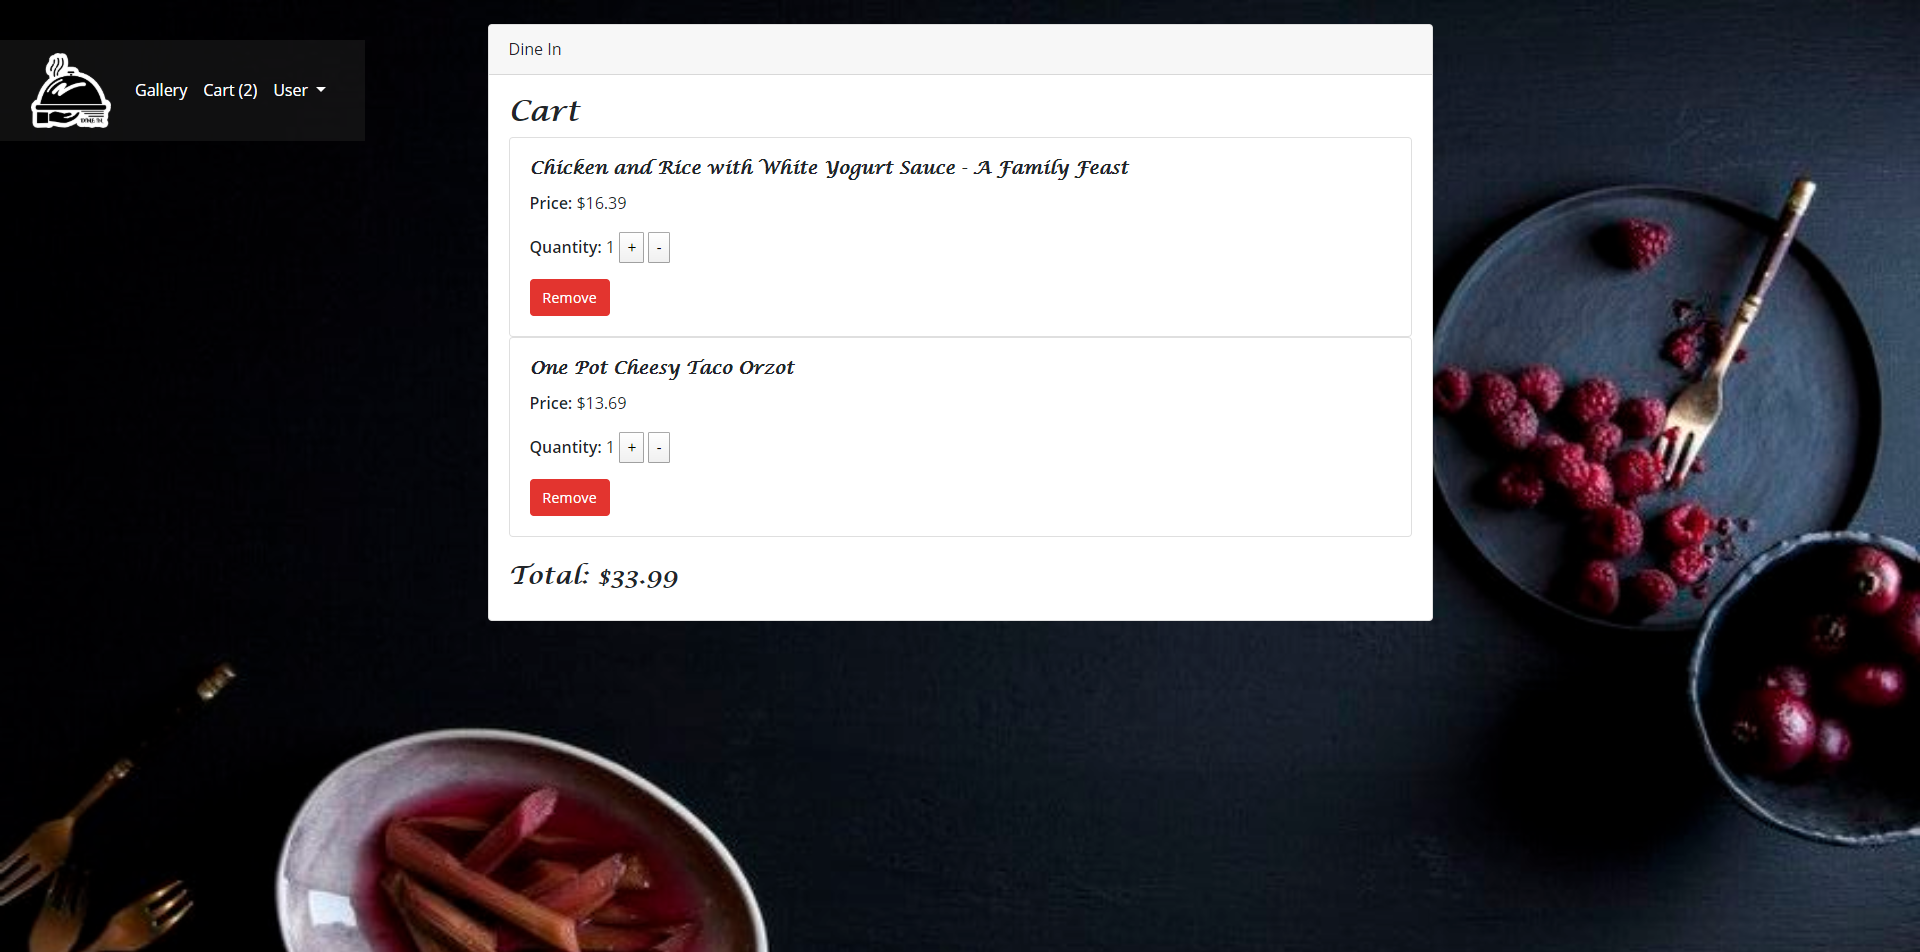 Dine In
Gallery Cart (2) User
Cart
Chicken and Rice with White Yogurt Sauce - A Family Feast
Price: $16.39
Quantity: 1 + -
Remove
One Pot Cheesy Taco Orzot
Price: $13.69
Quantity: 1 + -
Remove
Total: $33.99